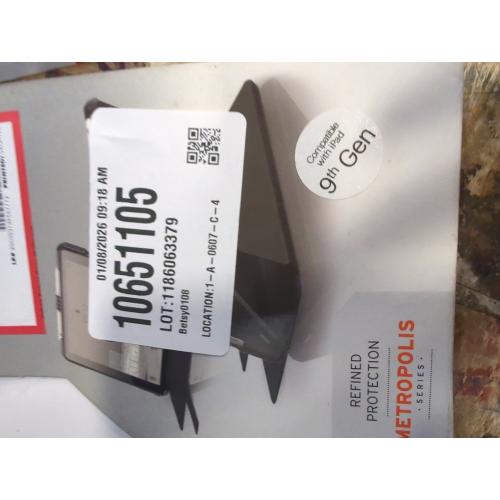 01/08/2026 09:18 AM
10651105
LOT:1186063379
Betsy0108
LOCATION:1-A-0607-C-4
Compatible
with iPad
9th Gen
REFINED
PROTECTION
METROPOLIS
· SERIES ·